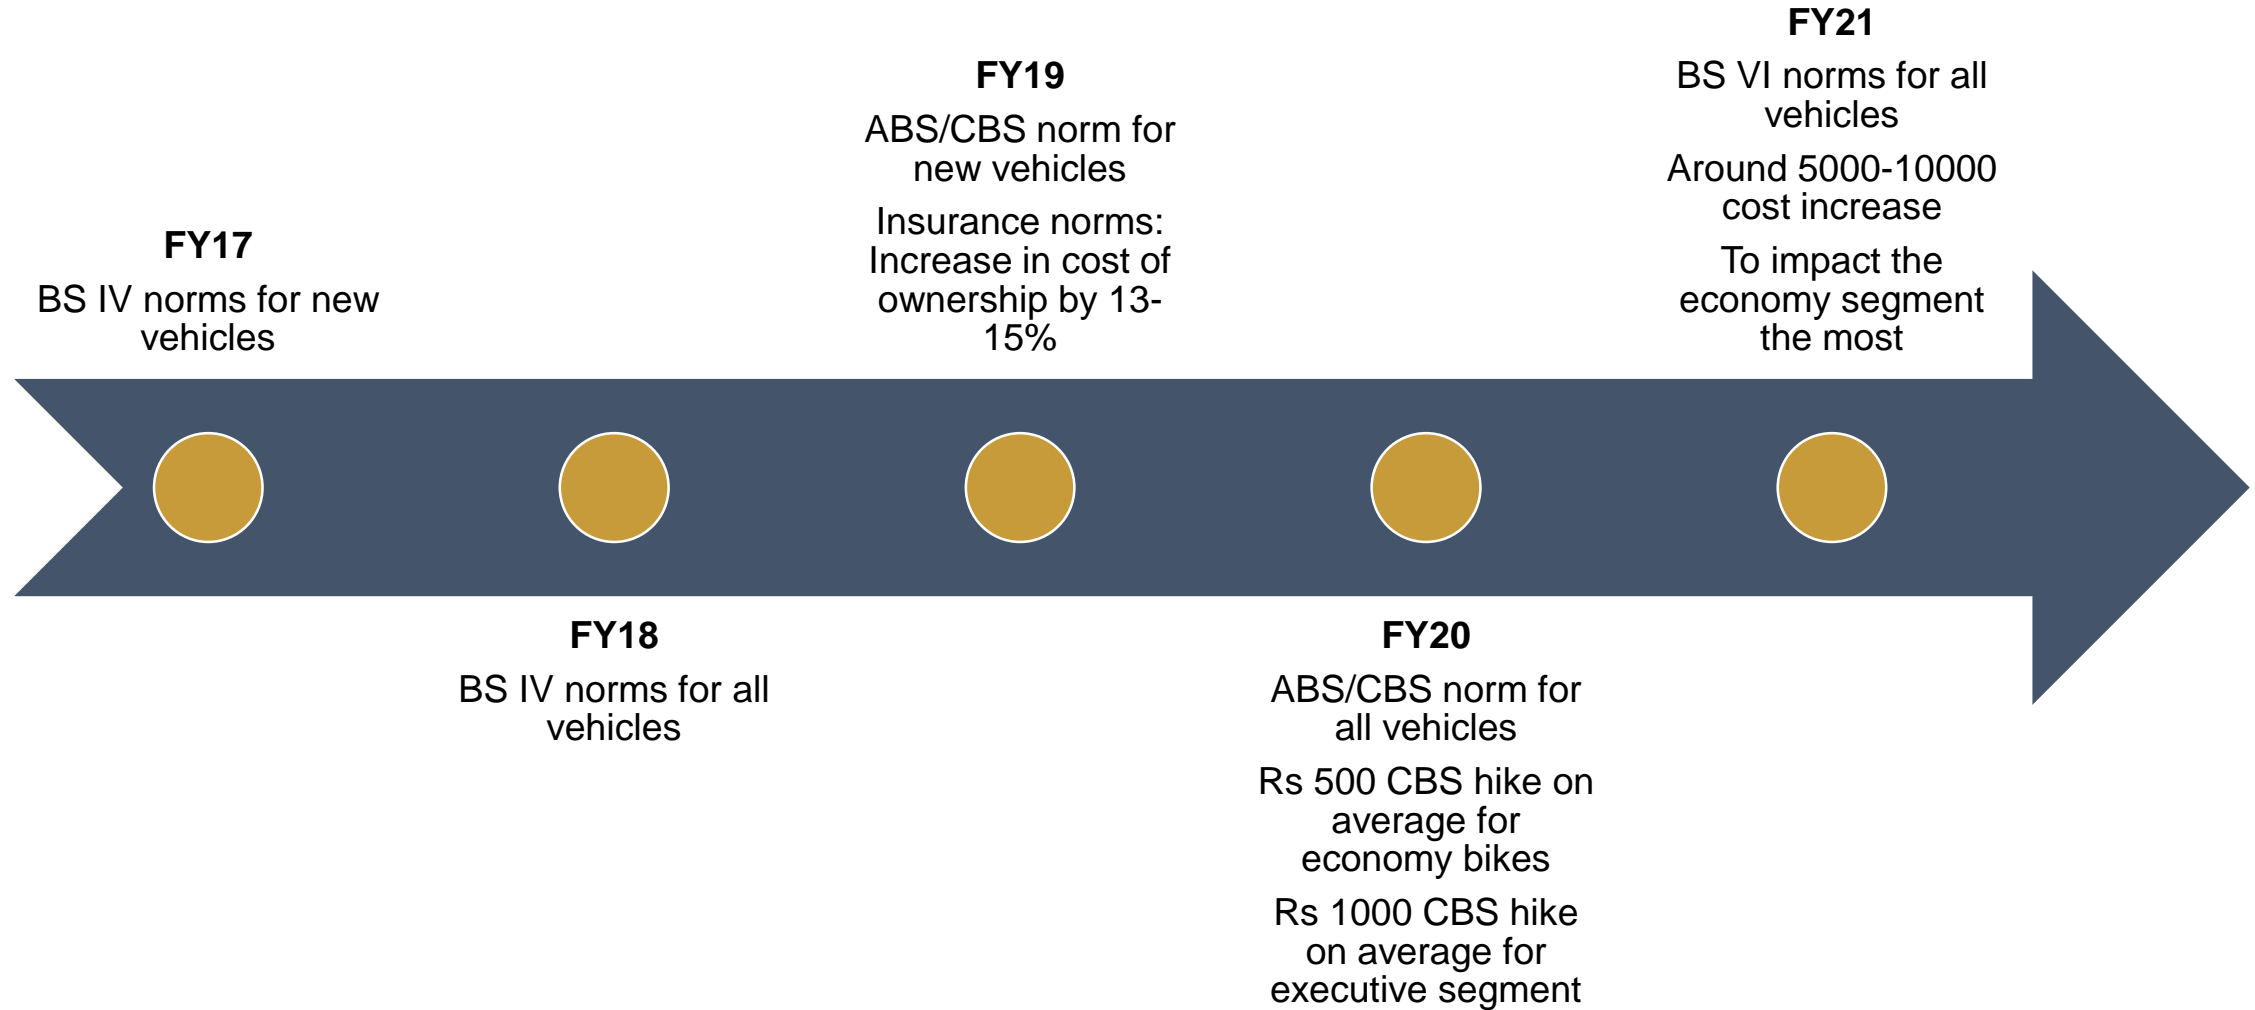 FY17
BS IV norms for new
vehicles
FY18
BS IV norms for all
vehicles
FY19
ABS/CBS norm for
new vehicles
Insurance norms:
Increase in cost of
ownership by 13-
15%
FY20
ABS/CBS norm for
all vehicles
Rs 500 CBS hike on
average for
economy bikes
Rs 1000 CBS hike
on average for
executive segment
FY21
BS VI norms for all
vehicles
Around 5000-10000
cost increase
To impact the
economy segment
the most